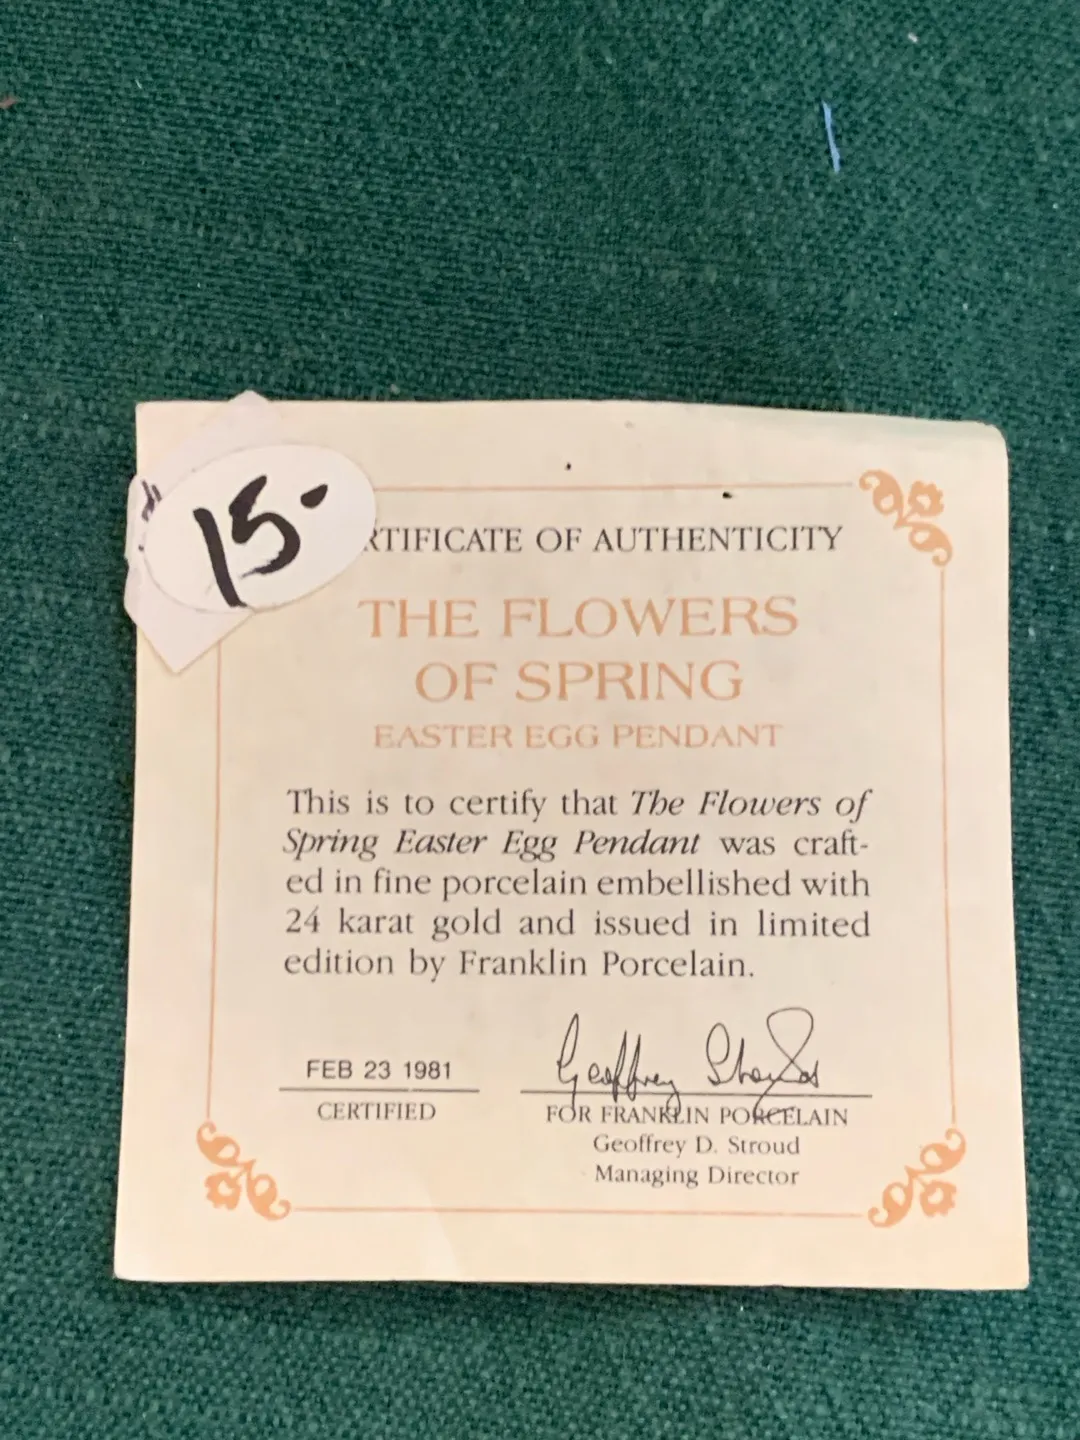 15.
RTIFICATE OF AUTHENTICITY
THE FLOWERS
OF SPRING
EASTER EGG PENDANT
This is to certify that The Flowers of
Spring Easter Egg Pendant was craft-
ed in fine porcelain embellished with
24 karat gold and issued in limited
edition by Franklin Porcelain.
FEB 23 1981
CERTIFIED
Geoffrey Stroud
FOR FRANKLIN PORCELAIN
Geoffrey D. Stroud
Managing Director